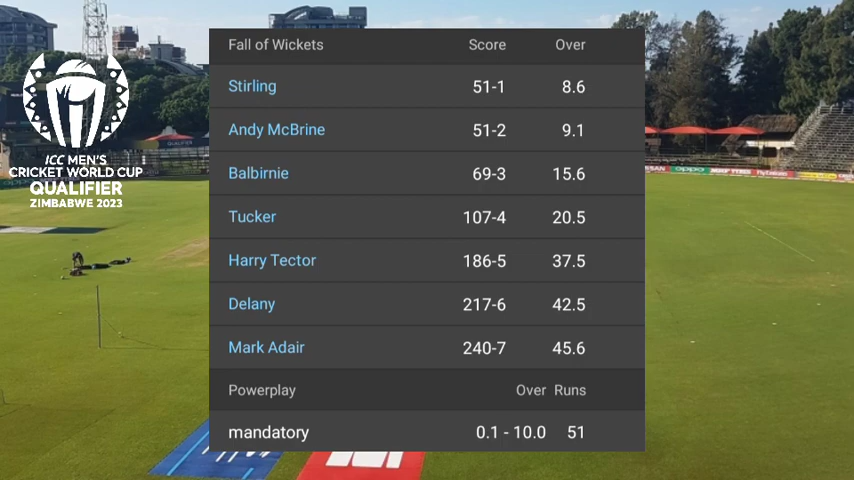 Fall of Wickets Score Over
Stirling 51-1 8.6
Andy McBrine 51-2 9.1
Balbirnie 69-3 15.6
Tucker 107-4 20.5
Harry Tector 186-5 37.5
Delany 217-6 42.5
Mark Adair 240-7 45.6
Powerplay Over Runs
mandatory 0.1 - 10.0 51
ICC MEN'S
CRICKET WORLD CUP
QUALIFIER
ZIMBABWE 2023
QUALIFIER
oppo